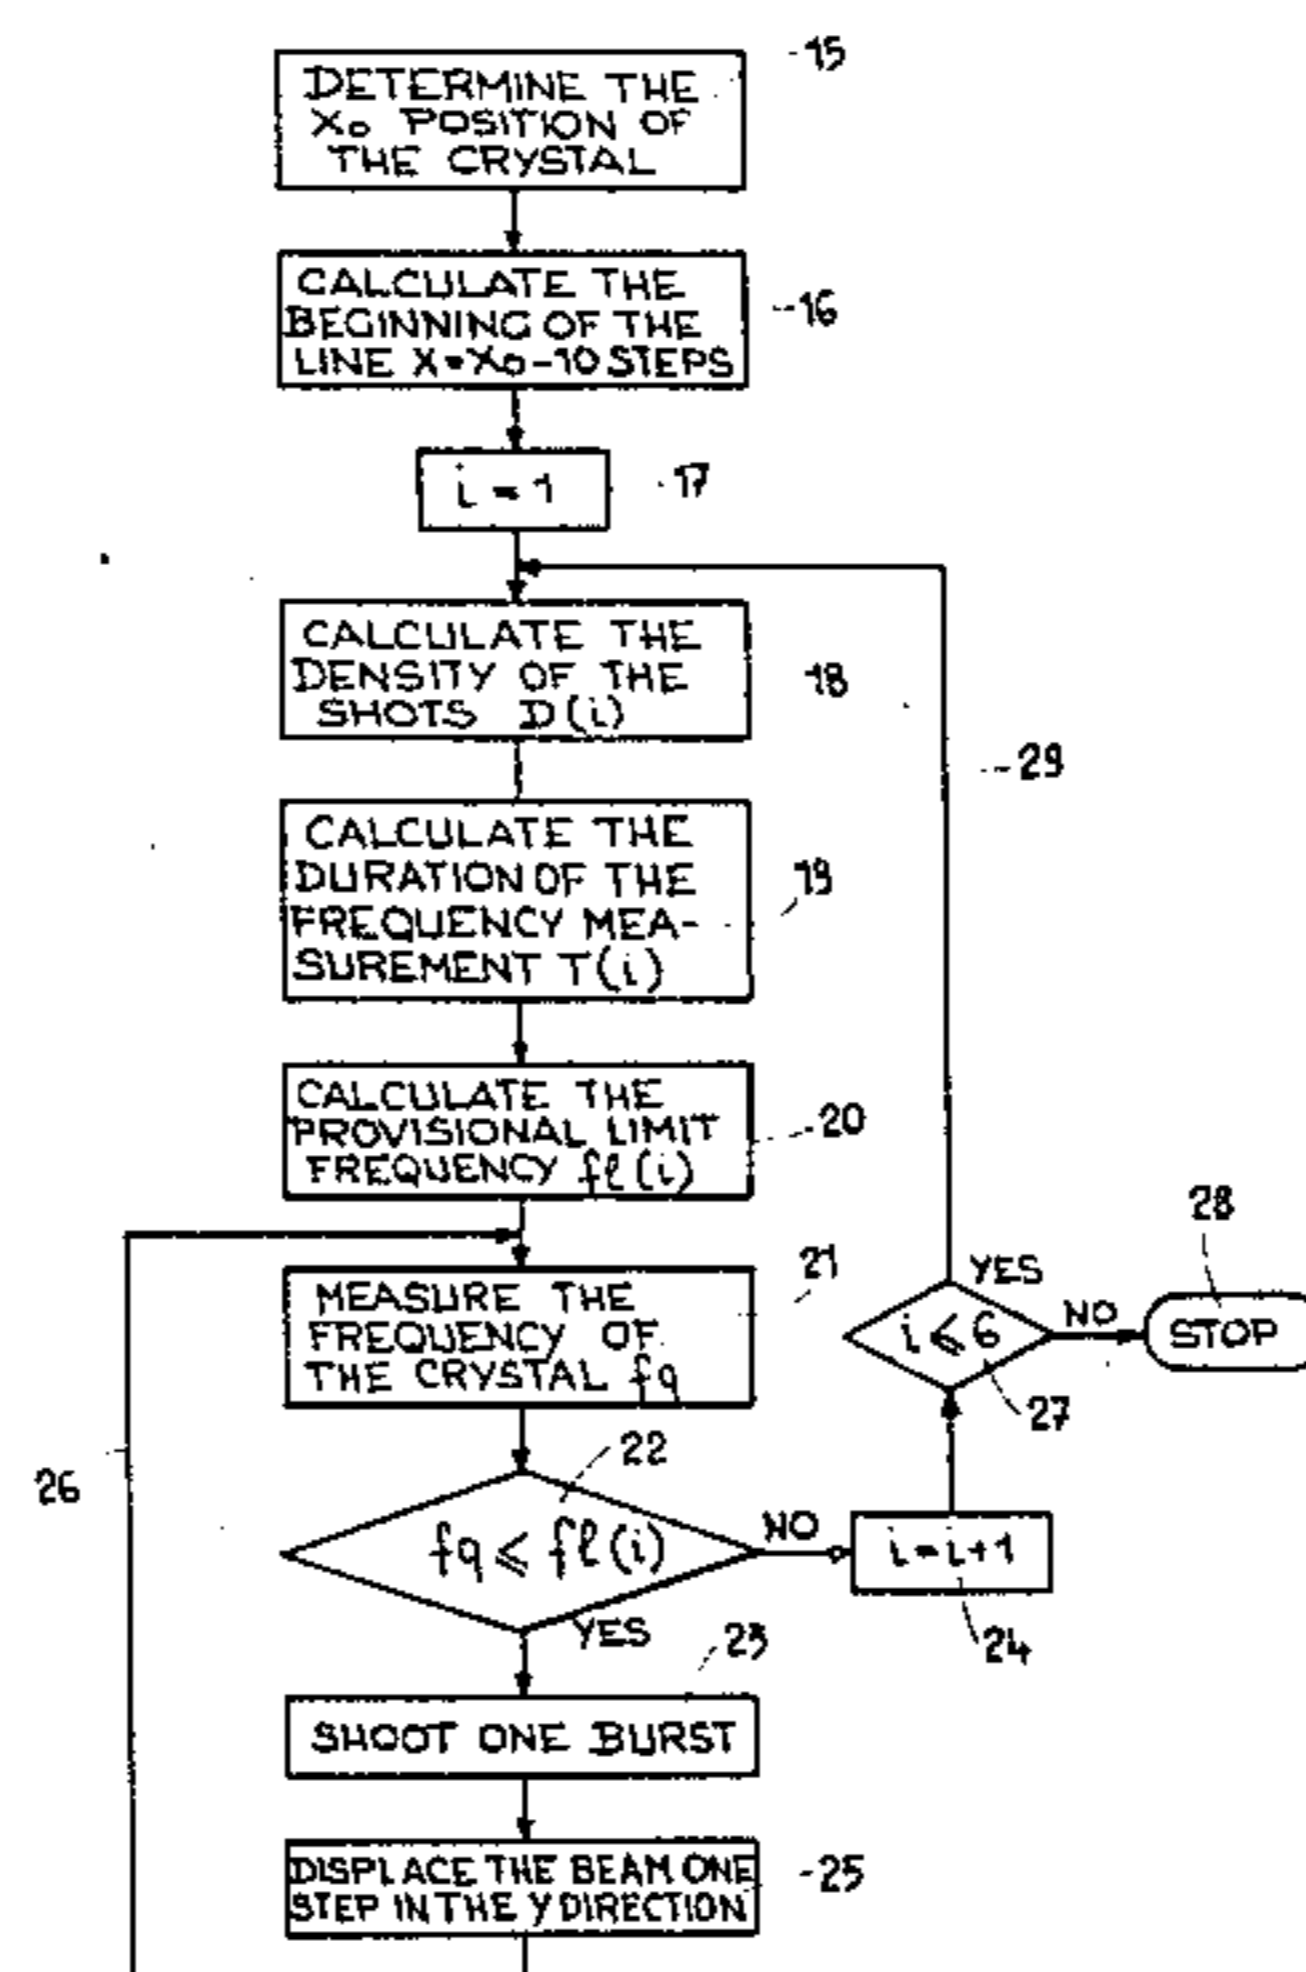 15
DETERMINE THE
X₀ POSITION OF
THE CRYSTAL
16
CALCULATE THE
BEGINNING OF THE
LINE X=X₀-10 STEPS
17
i = 1
18
CALCULATE THE
DENSITY OF THE
SHOTS D(i)
29
19
CALCULATE THE
DURATION OF THE
FREQUENCY MEA-
SUREMENT T(i)
20
CALCULATE THE
PROVISIONAL LIMIT
FREQUENCY fℓ(i)
21
MEASURE THE
FREQUENCY OF
THE CRYSTAL fq
YES
28
i ⩽ 6
NO
STOP
27
26
22
fq ⩽ fℓ(i)
NO
i=i+1
24
YES
23
SHOOT ONE BURST
25
DISPLACE THE BEAM ONE
STEP IN THE Y DIRECTION